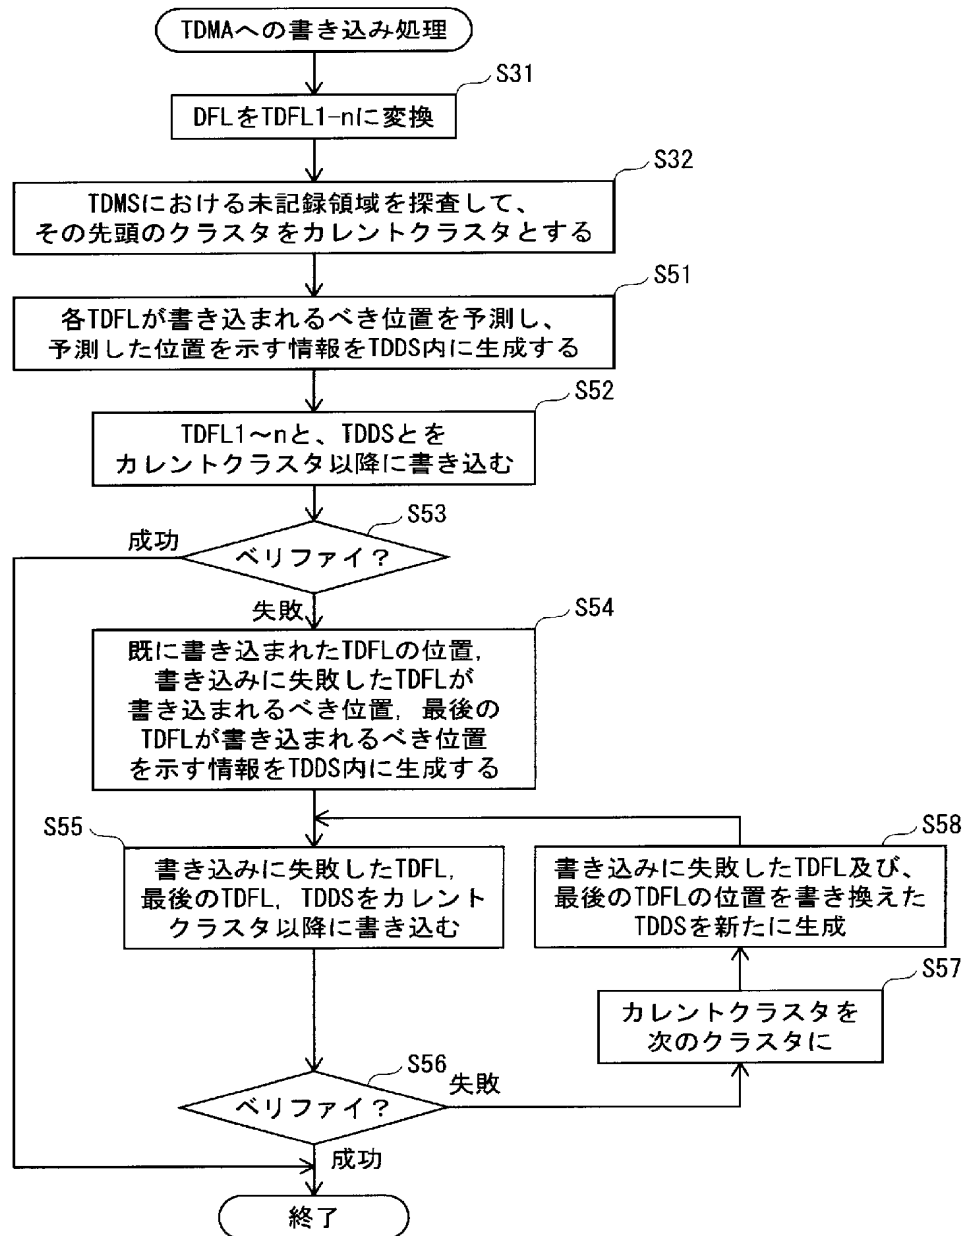 TDMAへの書き込み処理
S31
DFLをTDFL1-nに変換
S32
TDMSにおける未記録領域を探査して、
その先頭のクラスタをカレントクラスタとする
S51
各TDFLが書き込まれるべき位置を予測し、
予測した位置を示す情報をTDDS内に生成する
S52
TDFL1～nと、TDDSとを
カレントクラスタ以降に書き込む
S53
成功
ベリファイ？
失敗
S54
既に書き込まれたTDFLの位置,
書き込みに失敗したTDFLが
書き込まれるべき位置, 最後の
TDFLが書き込まれるべき位置
を示す情報をTDDS内に生成する
S55
書き込みに失敗したTDFL,
最後のTDFL, TDDSをカレント
クラスタ以降に書き込む
S58
書き込みに失敗したTDFL及び、
最後のTDFLの位置を書き換えた
TDDSを新たに生成
S57
カレントクラスタを
次のクラスタに
S56
ベリファイ？
失敗
成功
終了